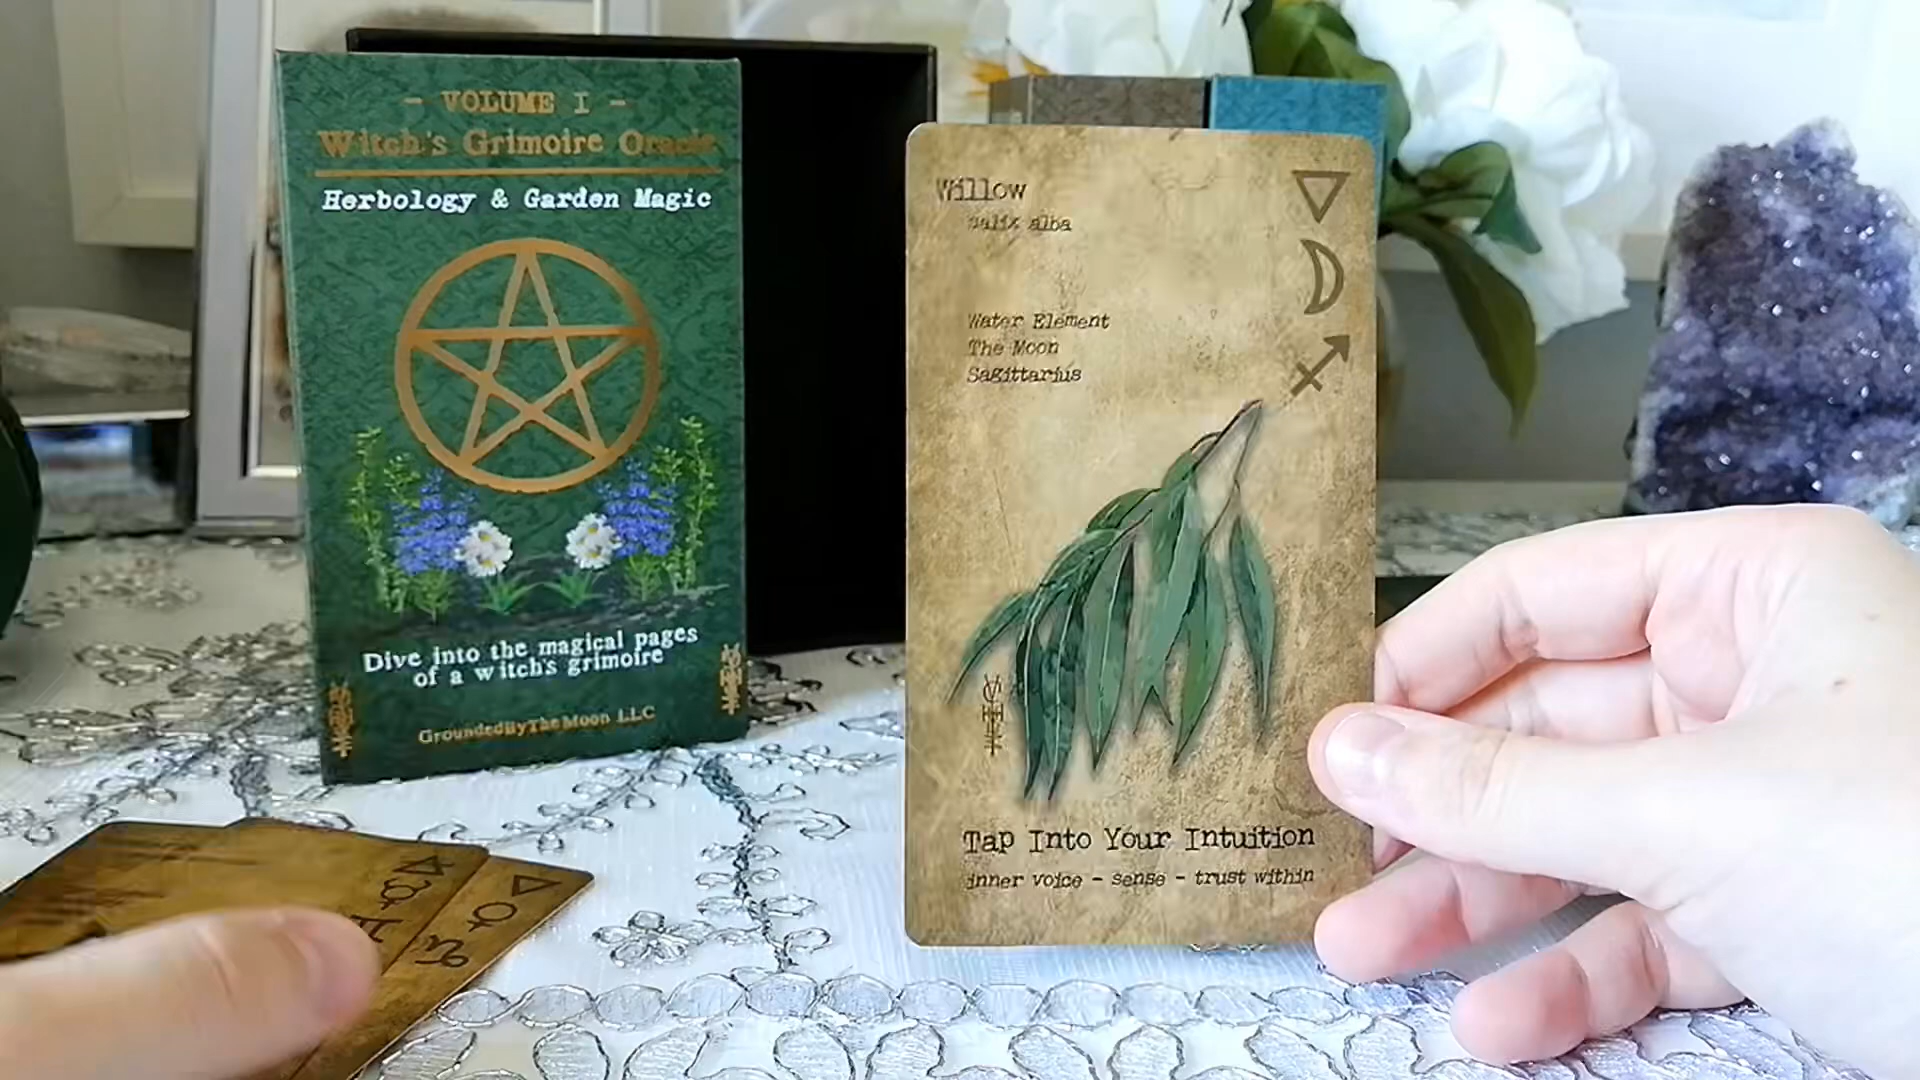 - VOLUME I -
Witch's Grimoire Oracle
Herbology & Garden Magic
Dive into the magical pages
of a witch's grimoire
GroundedByTheMoon LLC
Willow
salix alba
Water Element
The Moon
Sagittarius
Tap Into Your Intuition
inner voice - sense - trust within